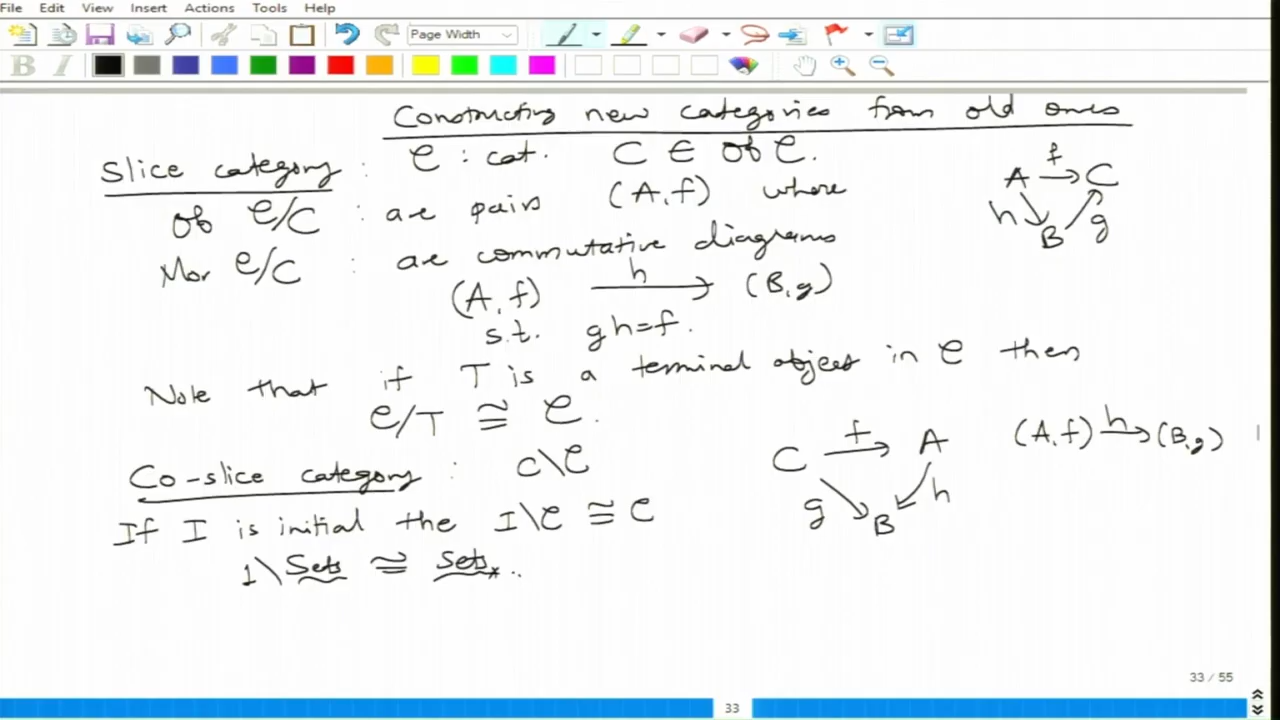 File Edit View Insert Actions Tools Help
Page Width
B I
Constructing new categories from old ones
Slice category : C : cat. C ∈ Ob C.
Ob C/C : are pairs (A, f) where
A f C
h B g
Mor C/C : are commutative diagrams
(A, f) h → (B, g)
s.t. gh = f.
Note that if T is a terminal object in C then
C/T ≅ C.
Co-slice category : C\C
C f → A
g B h
(A, f) h → (B, g)
If I is initial the I\C ≅ C
1\Sets ≅ Sets*.
33 / 55
33